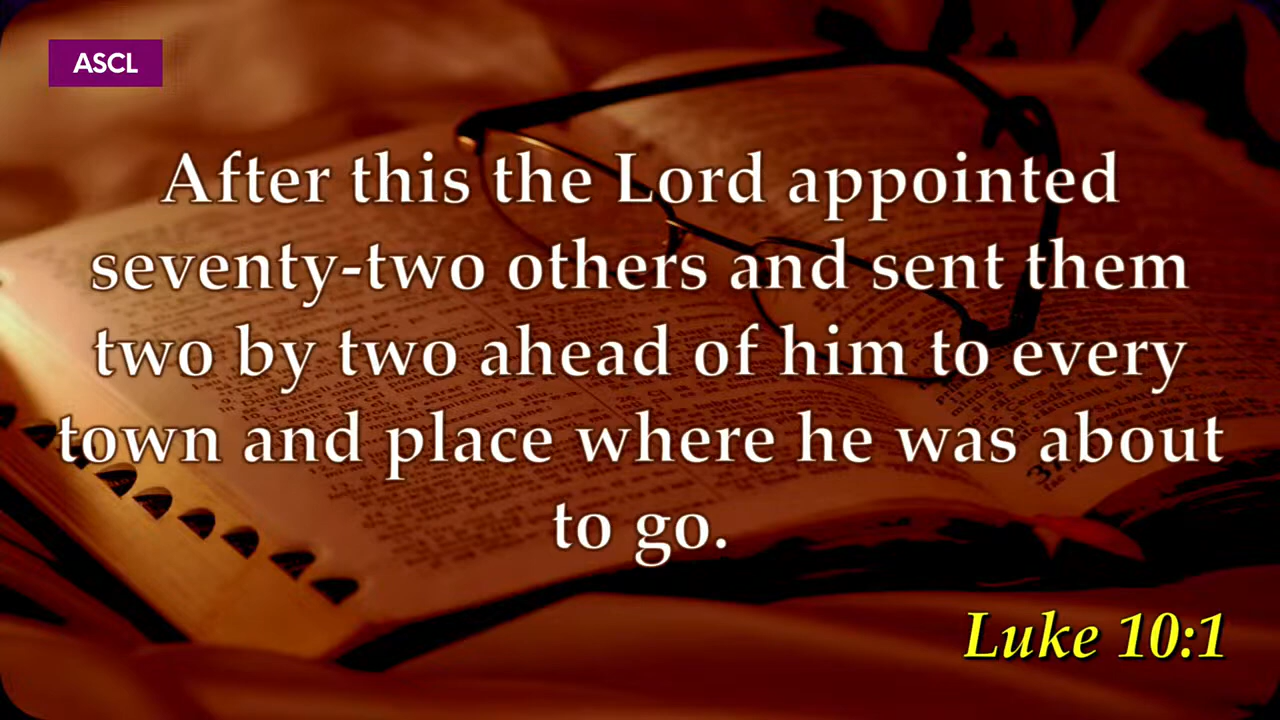 ASCL
After this the Lord appointed
seventy-two others and sent them
two by two ahead of him to every
town and place where he was about
to go.
Luke 10:1